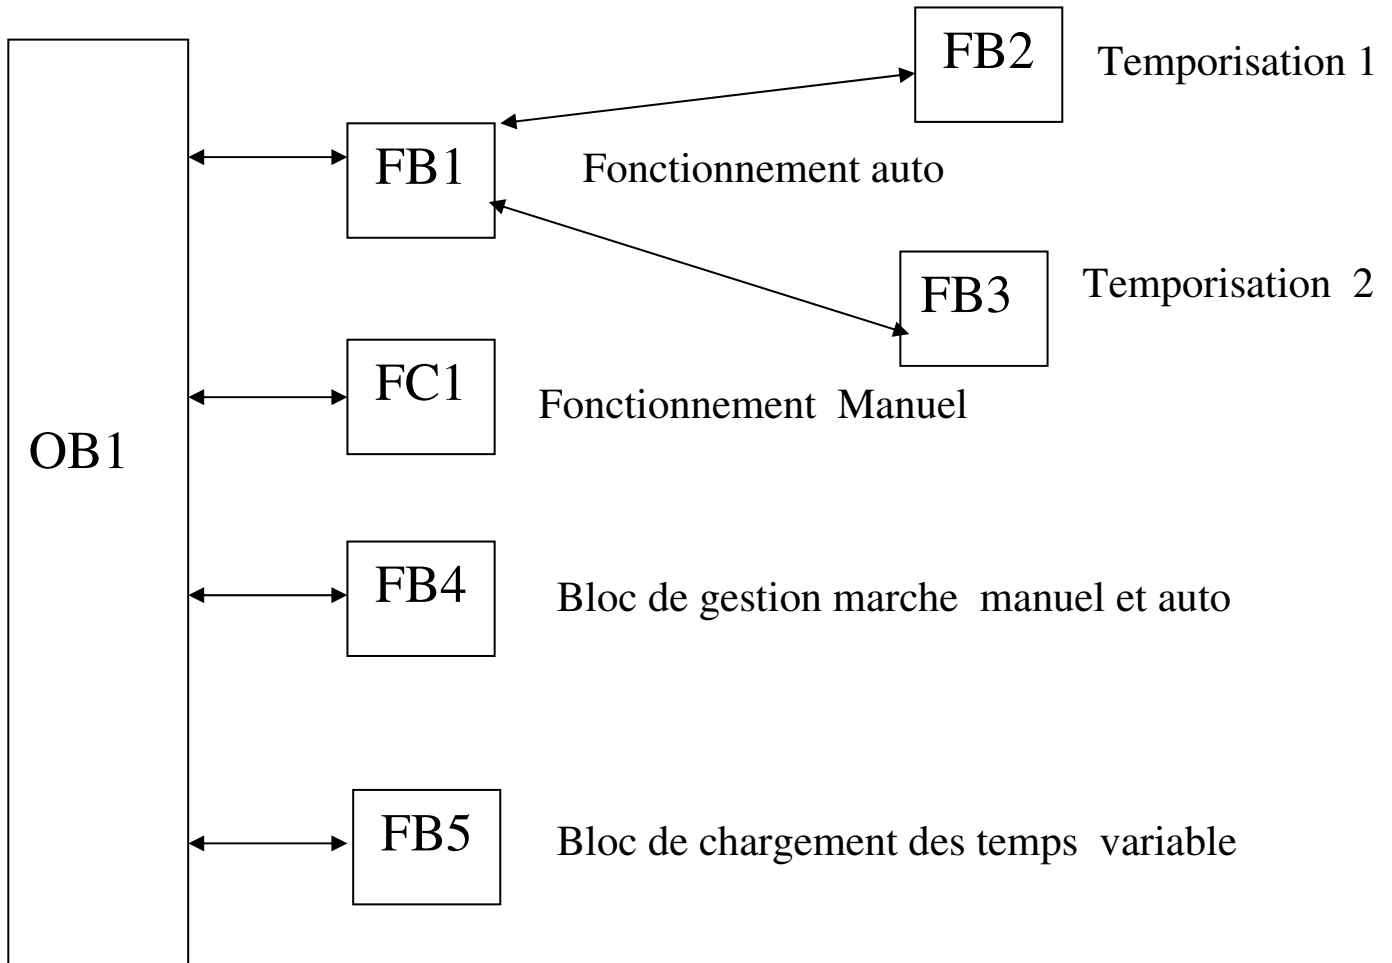 FB2 Temporisation 1
FB1 Fonctionnement auto
FB3 Temporisation 2
FC1 Fonctionnement Manuel
OB1
FB4 Bloc de gestion marche manuel et auto
FB5 Bloc de chargement des temps variable